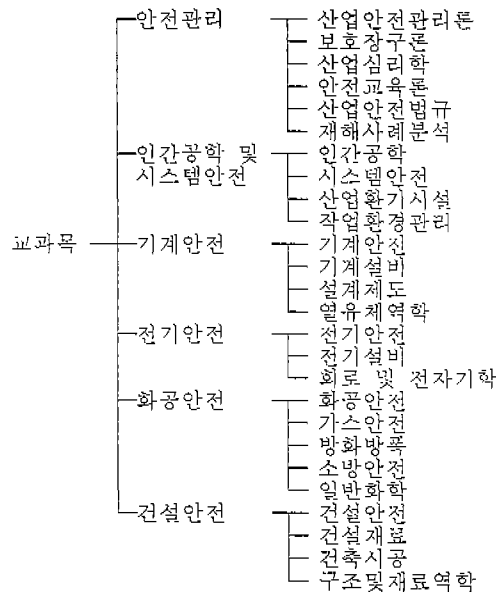 안전관리
산업안전관리론
보호장구론
산업심리학
안전교육론
산업안전법규
재해사례분석
인간공학 및
시스템안전
인간공학
시스템안전
산업환기시설
작업환경관리
교과목
기계안전
기계안전
기계설비
설계제도
열유체역학
전기안전
전기안전
전기설비
회로 및 전자기학
화공안전
화공안전
가스안전
방화방폭
소방안전
일반화학
건설안전
건설안전
건설재료
건축시공
구조및재료역학